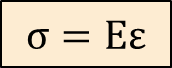 σ = Eε